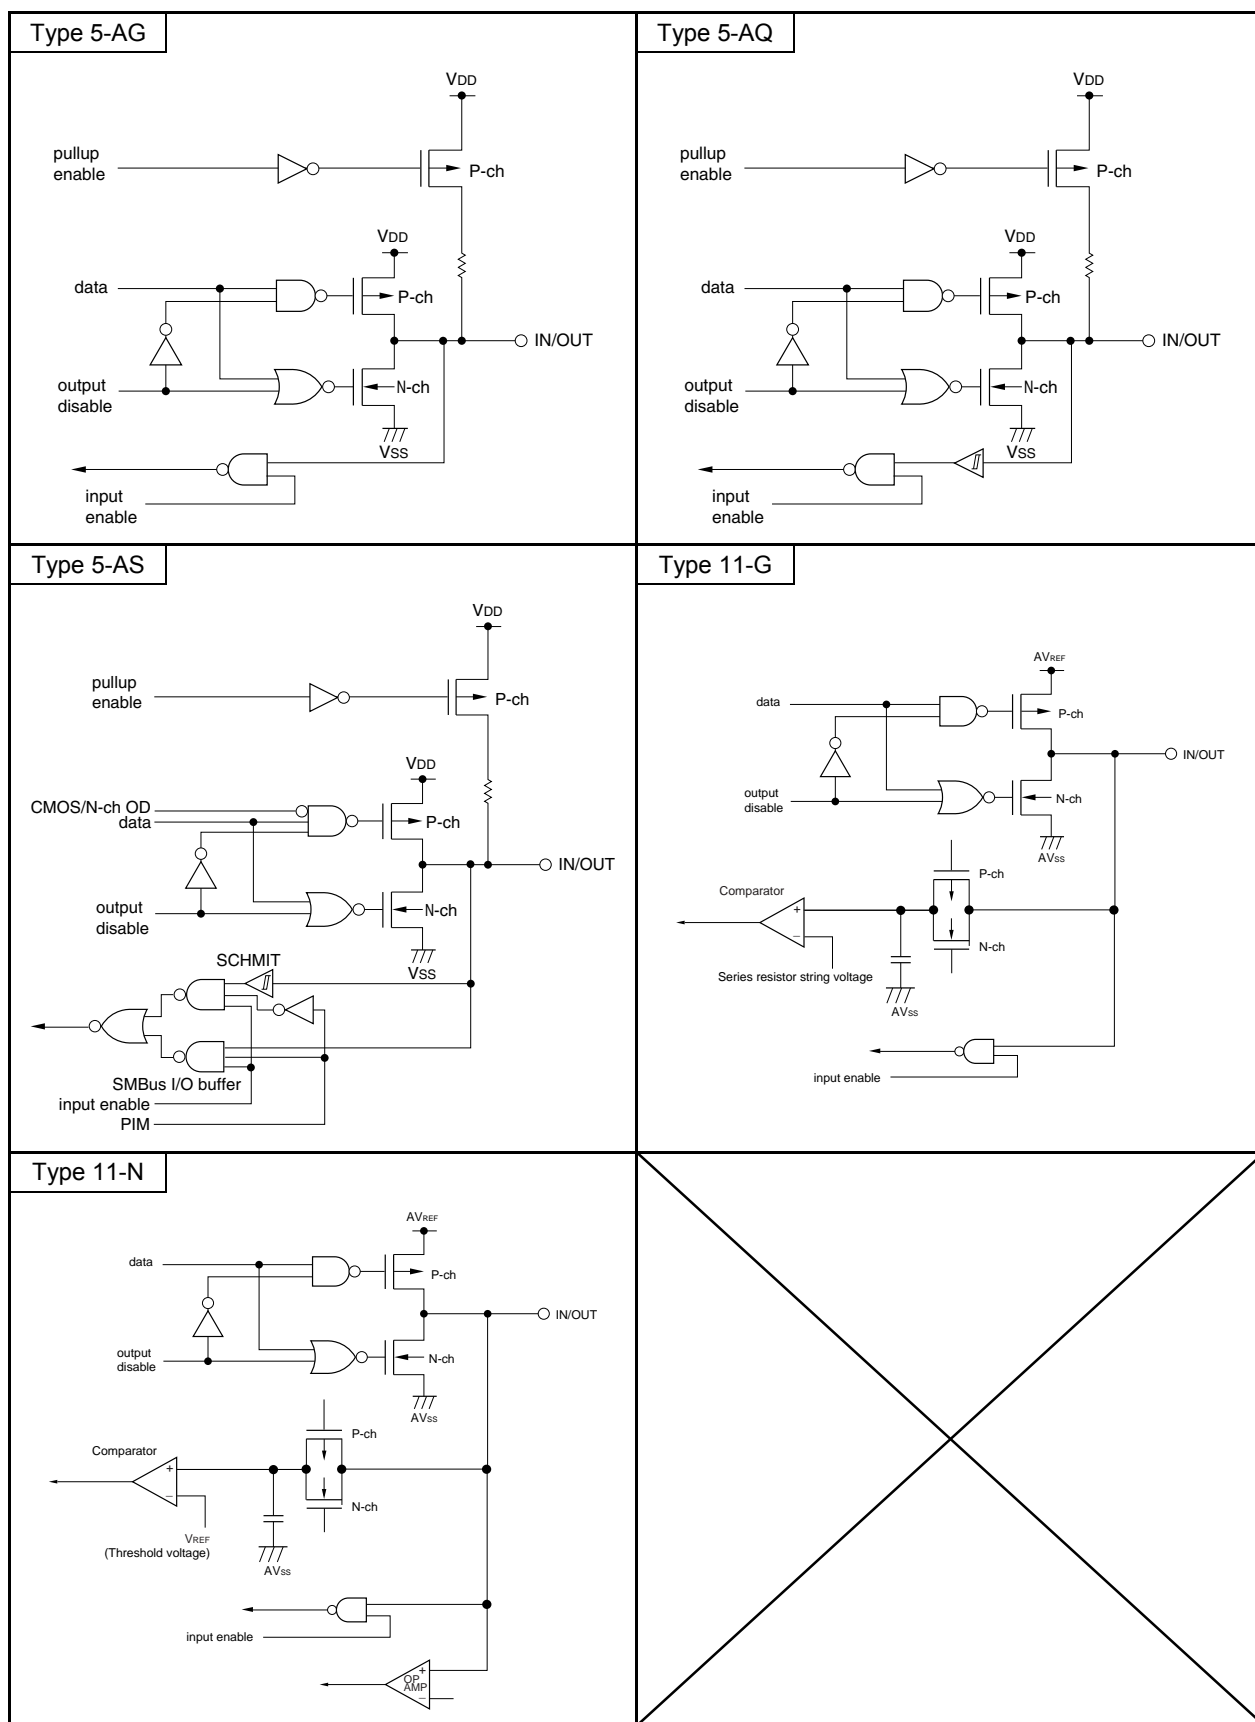 Type 5-AG
VDD
pullup
enable
P-ch
VDD
data
P-ch
IN/OUT
output
disable
N-ch
VSS
input
enable
Type 5-AQ
VDD
pullup
enable
P-ch
VDD
data
P-ch
IN/OUT
output
disable
N-ch
VSS
input
enable
Type 5-AS
VDD
pullup
enable
P-ch
VDD
CMOS/N-ch OD
data
P-ch
IN/OUT
output
disable
N-ch
VSS
SCHMIT
SMBus I/O buffer
input enable
PIM
Type 11-G
AVREF
data
P-ch
IN/OUT
output
disable
N-ch
AVSS
P-ch
Comparator
+
−
N-ch
Series resistor string voltage
AVSS
input enable
Type 11-N
AVREF
data
P-ch
IN/OUT
output
disable
N-ch
AVSS
P-ch
Comparator
+
−
N-ch
VREF
(Threshold voltage)
AVSS
input enable
+
OP
AMP
−